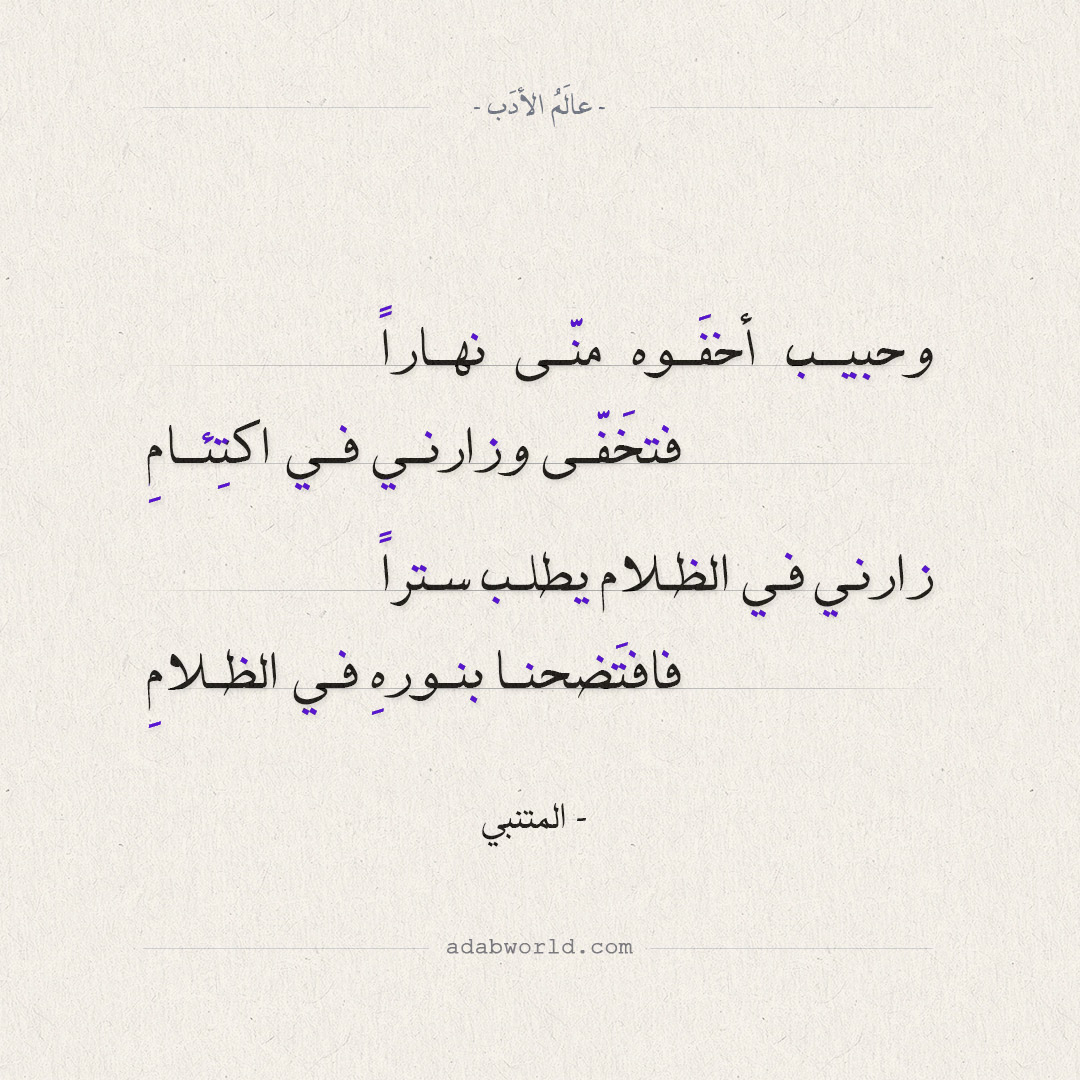 - عالَمُ الأدَب -
وحبيب أخفَوه منّى نهاراً
فتخَفّى وزارني في اكتِئامِ
زارني في الظلام يطلب ستراً
فافتَضحنا بنورهِ في الظلامِ
- المتنبي
adabworld.com